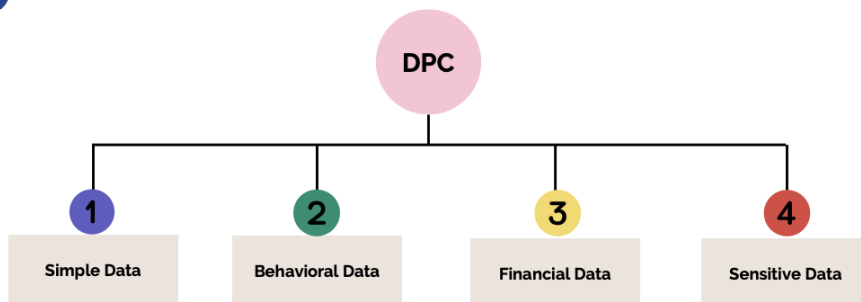 DPC
1
2
3
4
Simple Data
Behavioral Data
Financial Data
Sensitive Data